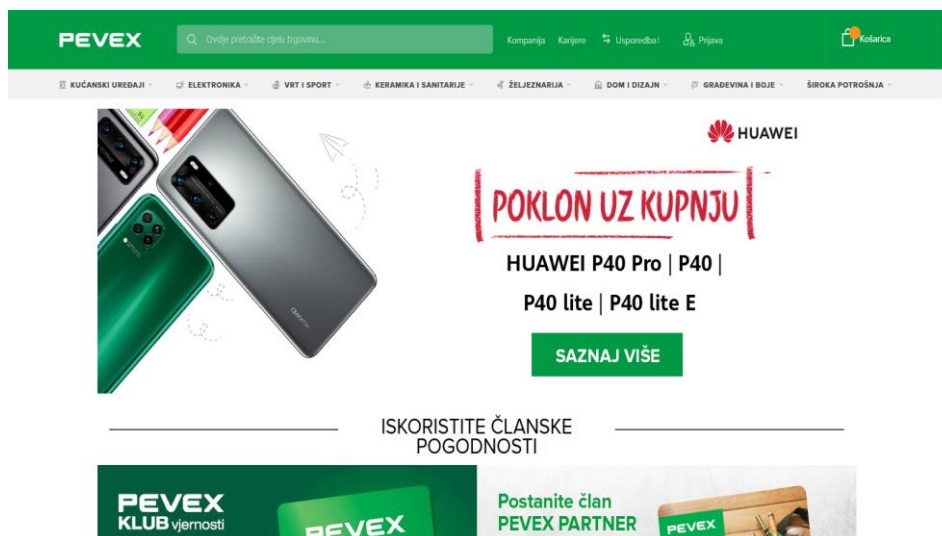 PEVEX
Ovdje pretražite cijelu trgovinu...
Kompanija Karijere Usporedba Prijava
Košarica
KUĆANSKI UREĐAJI
ELEKTRONIKA
VRT I SPORT
KERAMIKA I SANITARIJE
ŽELJEZNARIJA
DOM I DIZAJN
GRAĐEVINA I BOJE
ŠIROKA POTROŠNJA
HUAWEI
POKLON UZ KUPNJU
HUAWEI P40 Pro | P40 |
P40 lite | P40 lite E
SAZNAJ VIŠE
ISKORISTITE ČLANSKE
POGODNOSTI
PEVEX
KLUB vjernosti
PEVEX
Postanite član
PEVEX PARTNER
PEVEX